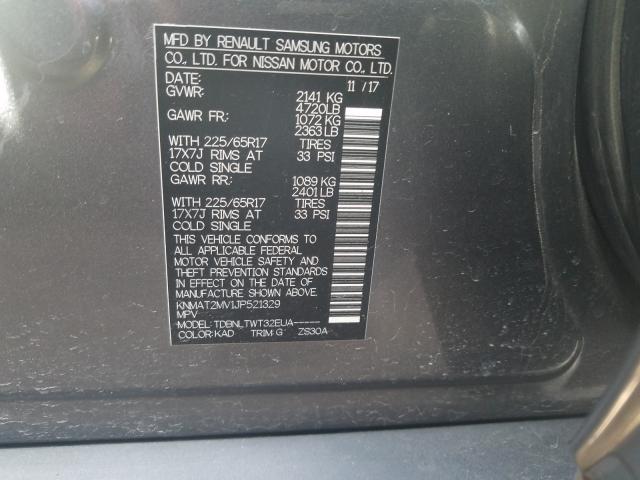 MFD BY RENAULT SAMSUNG MOTORS
CO., LTD. FOR NISSAN MOTOR CO., LTD.
DATE: 11 / 17
GVWR: 2141 KG
4720LB
GAWR FR: 1072 KG
2363LB
WITH 225/65R17 TIRES
17X7J RIMS AT 33 PSI
COLD SINGLE
GAWR RR: 1089 KG
2401LB
WITH 225/65R17 TIRES
17X7J RIMS AT 33 PSI
COLD SINGLE
THIS VEHICLE CONFORMS TO
ALL APPLICABLE FEDERAL
MOTOR VEHICLE SAFETY AND
THEFT PREVENTION STANDARDS
IN EFFECT ON THE DATE OF
MANUFACTURE SHOWN ABOVE.
KNMAT2MV1JP521329
MPV
MODEL: TDBNLTWT32EUA------
COLOR:KAD TRIM:G ZS30A